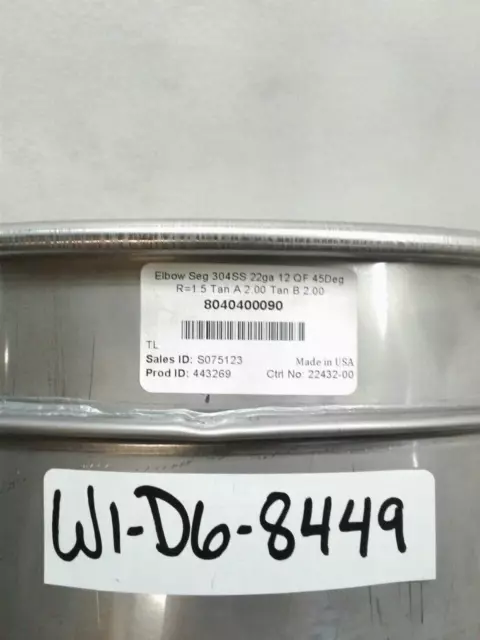 Elbow Seg 304SS 22ga 12 QF 45Deg
R=1.5 Tan A 2.00 Tan B 2.00
8040400090
TL
Sales ID: S075123 Made in USA
Prod ID: 443269 Ctrl No: 22432-00
W1-D6-8449